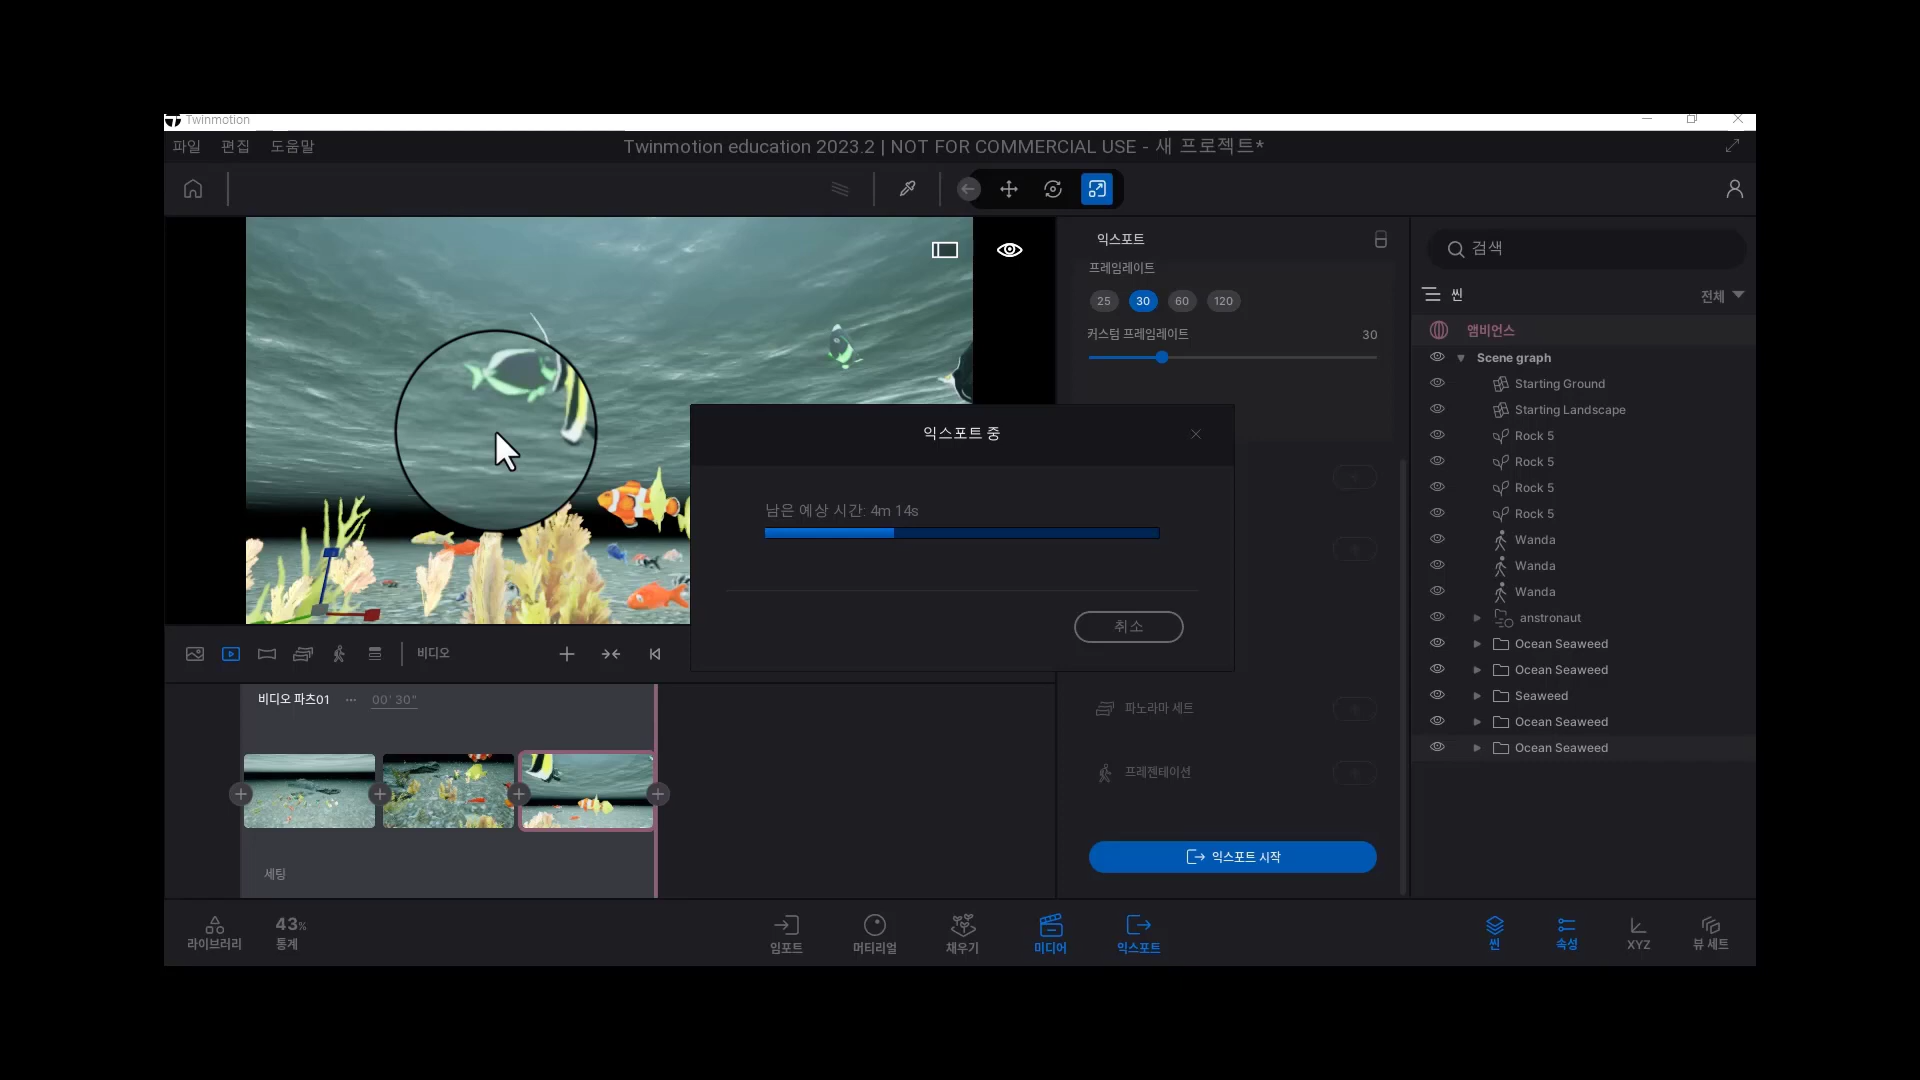 Twinmotion
파일 편집 도움말
Twinmotion education 2023.2 | NOT FOR COMMERCIAL USE - 새 프로젝트*
익스포트
프레임레이트
25 30 60 120
커스텀 프레임레이트 30
익스포트 중
남은 예상 시간: 4m 14s
취소
파노라마 세트
프레젠테이션
익스포트 시작
검색
씬 전체
앰비언스
Scene graph
Starting Ground
Starting Landscape
Rock 5
Rock 5
Rock 5
Rock 5
Wanda
Wanda
Wanda
anstronaut
Ocean Seaweed
Ocean Seaweed
Seaweed
Ocean Seaweed
Ocean Seaweed
비디오
비디오 파츠01 ... 00' 30"
세팅
라이브러리
43%
통계
임포트
머티리얼
채우기
미디어
익스포트
씬
속성
XYZ
뷰 세트